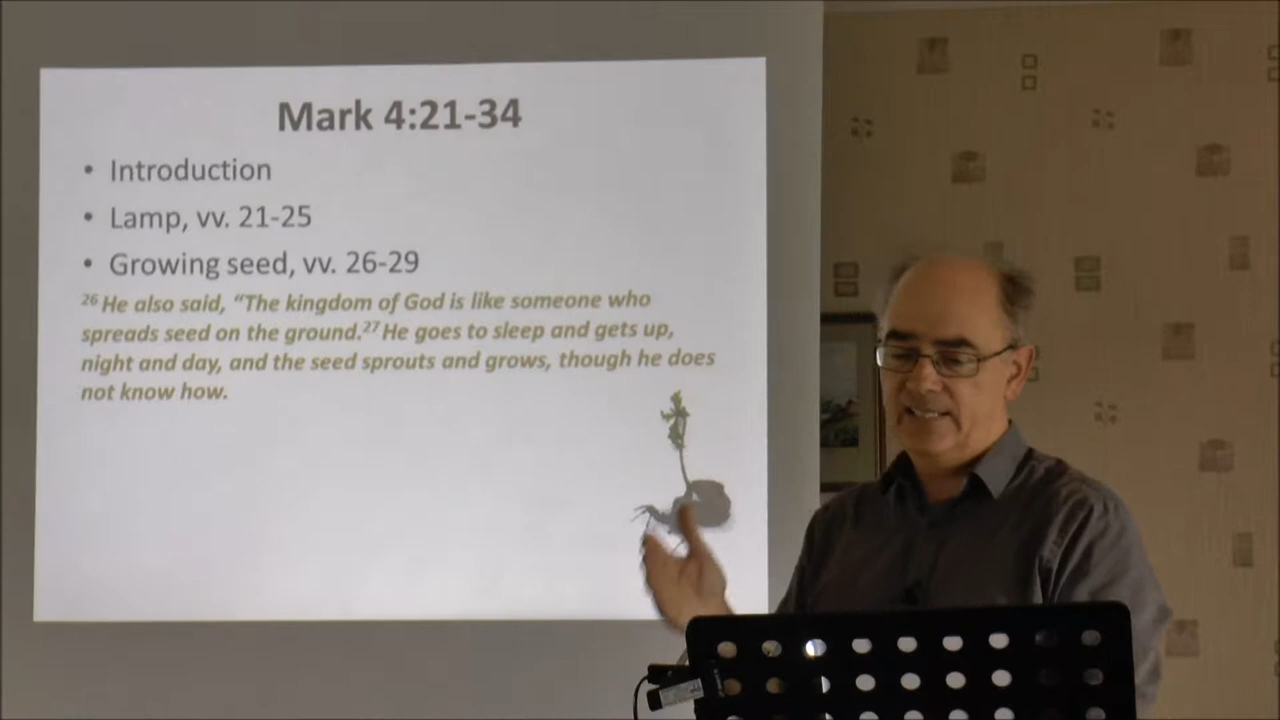 Mark 4:21-34
• Introduction
• Lamp, vv. 21-25
• Growing seed, vv. 26-29
26 He also said, “The kingdom of God is like someone who
spreads seed on the ground.27 He goes to sleep and gets up,
night and day, and the seed sprouts and grows, though he does
not know how.